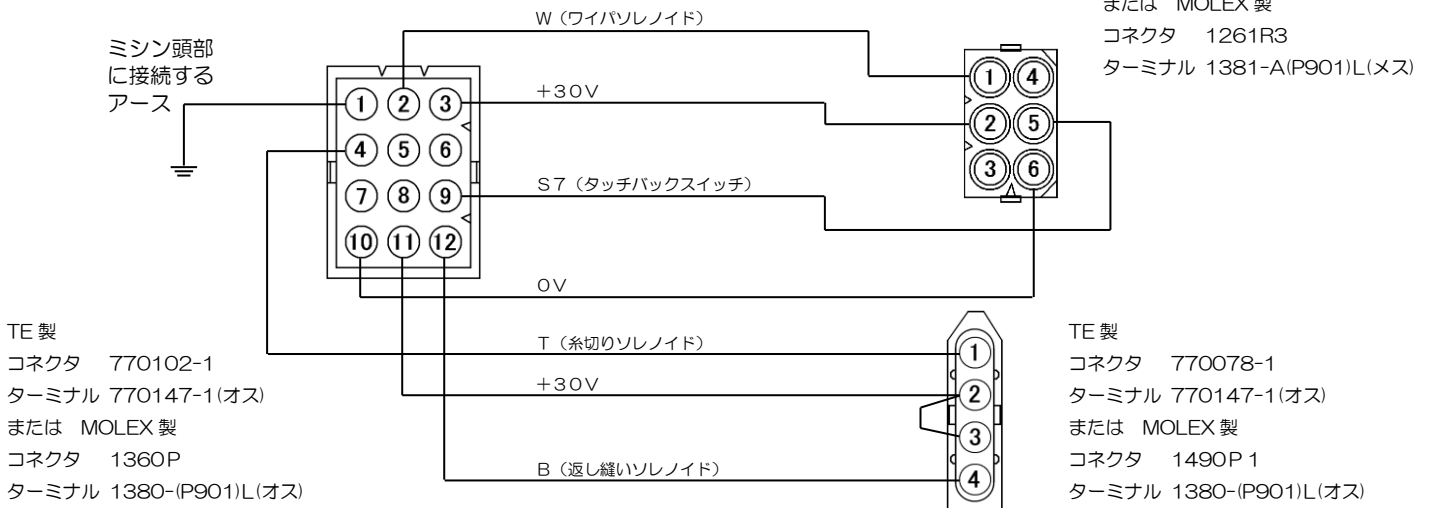 W（ワイパソレノイド）
または　MOLEX 製
コネクタ　1261R3
ターミナル 1381-A(P901)L(メス)
ミシン頭部
に接続する
アース
1 2 3
4 5 6
7 8 9
10 11 12
＋30V
S7（タッチバックスイッチ）
0V
1 4
2 5
3 6
T（糸切りソレノイド）
＋30V
B（返し縫いソレノイド）
1
2
3
4
TE 製
コネクタ　770102-1
ターミナル 770147-1(オス)
または　MOLEX 製
コネクタ　1360P
ターミナル 1380-(P901)L(オス)
TE 製
コネクタ　770078-1
ターミナル 770147-1(オス)
または　MOLEX 製
コネクタ　1490P1
ターミナル 1380-(P901)L(オス)